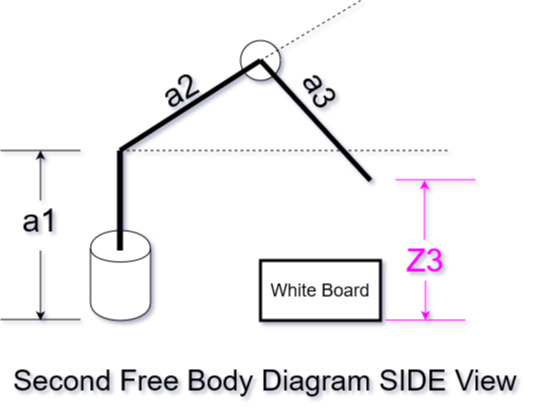 a2
a3
a1
Z3
White Board
Second Free Body Diagram SIDE View